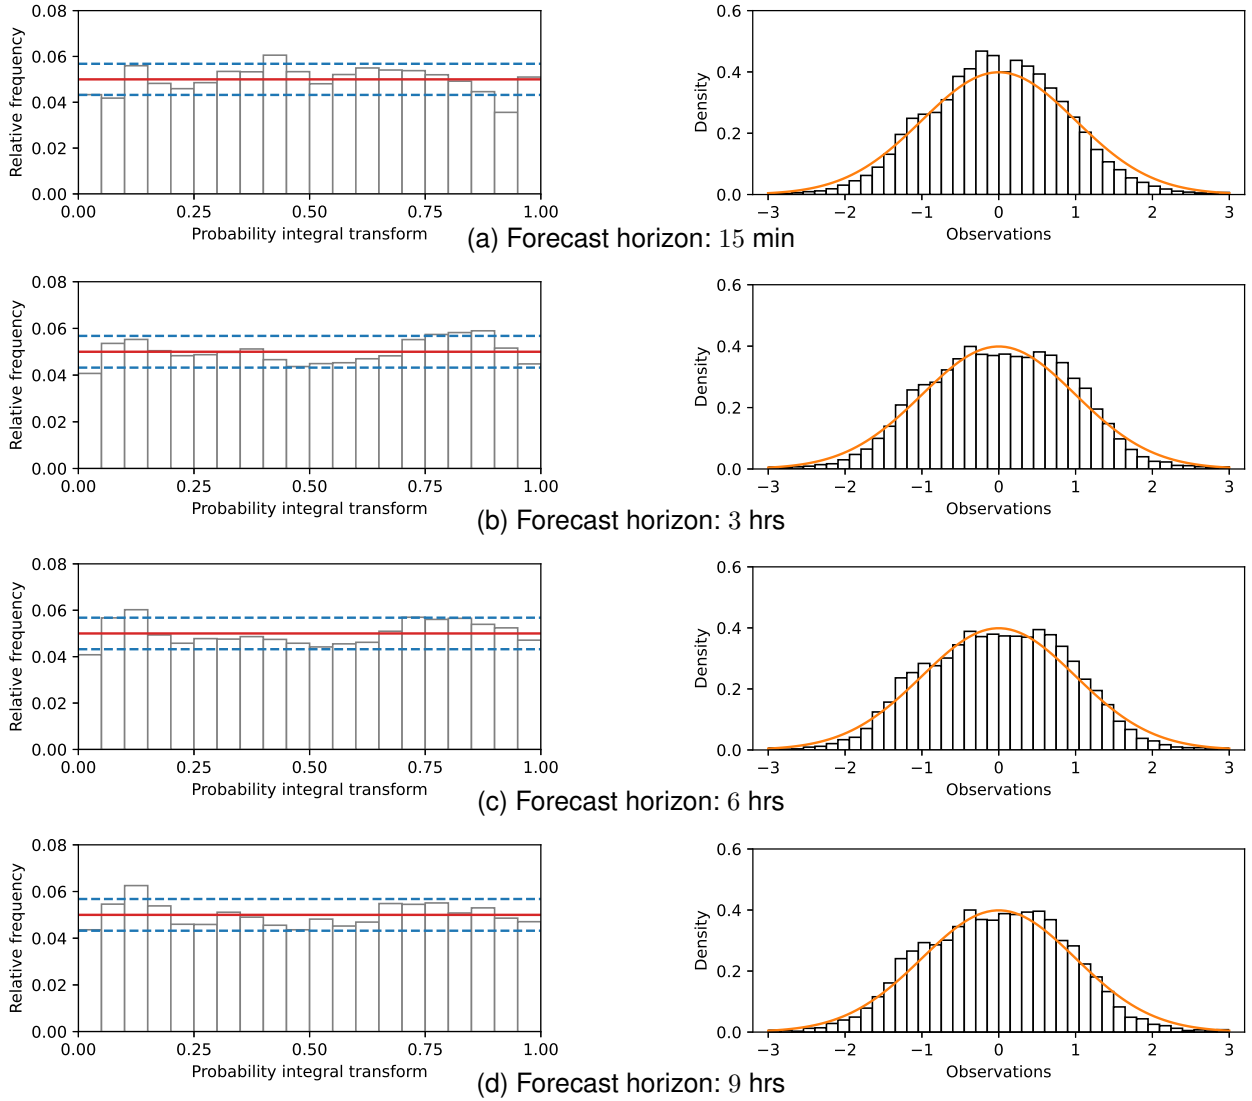 Relative frequency
0.08
0.06
0.04
0.02
0.00
0.00 0.25 0.50 0.75 1.00
Probability integral transform
Density
0.6
0.4
0.2
0.0
−3 −2 −1 0 1 2 3
Observations
(a) Forecast horizon: 15 min
Relative frequency
0.08
0.06
0.04
0.02
0.00
0.00 0.25 0.50 0.75 1.00
Probability integral transform
Density
0.6
0.4
0.2
0.0
−3 −2 −1 0 1 2 3
Observations
(b) Forecast horizon: 3 hrs
Relative frequency
0.08
0.06
0.04
0.02
0.00
0.00 0.25 0.50 0.75 1.00
Probability integral transform
Density
0.6
0.4
0.2
0.0
−3 −2 −1 0 1 2 3
Observations
(c) Forecast horizon: 6 hrs
Relative frequency
0.08
0.06
0.04
0.02
0.00
0.00 0.25 0.50 0.75 1.00
Probability integral transform
Density
0.6
0.4
0.2
0.0
−3 −2 −1 0 1 2 3
Observations
(d) Forecast horizon: 9 hrs